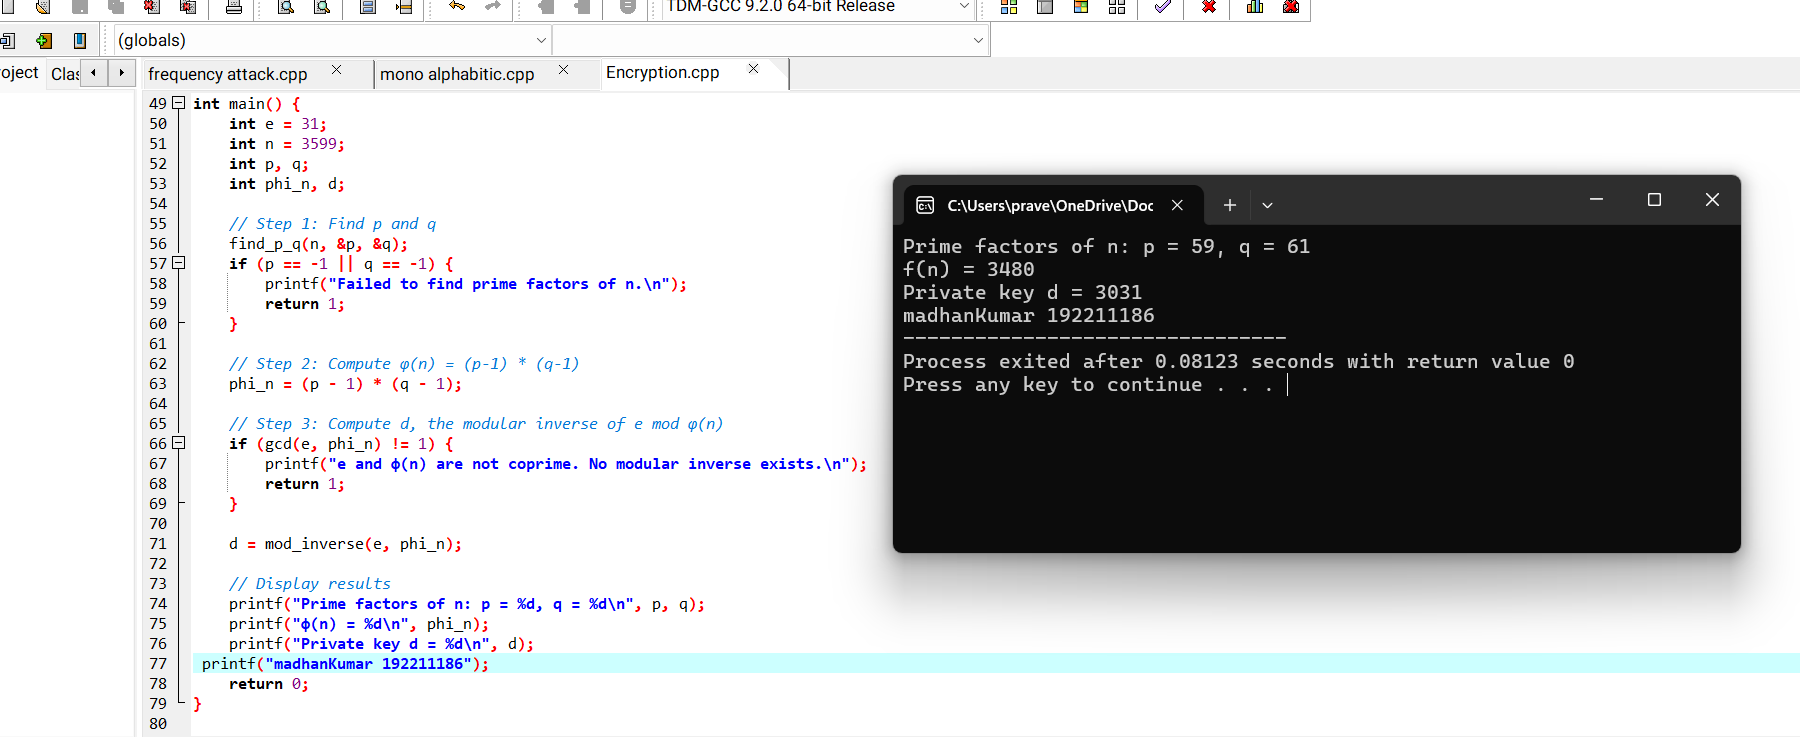 TDM-GCC 9.2.0 64-bit Release
(globals)
roject Clas
frequency attack.cpp mono alphabitic.cpp Encryption.cpp
49 int main() {
50 int e = 31;
51 int n = 3599;
52 int p, q;
53 int phi_n, d;
54
55 // Step 1: Find p and q
56 find_p_q(n, &p, &q);
57 if (p == -1 || q == -1) {
58 printf("Failed to find prime factors of n.\n");
59 return 1;
60 }
61
62 // Step 2: Compute φ(n) = (p-1) * (q-1)
63 phi_n = (p - 1) * (q - 1);
64
65 // Step 3: Compute d, the modular inverse of e mod φ(n)
66 if (gcd(e, phi_n) != 1) {
67 printf("e and ϕ(n) are not coprime. No modular inverse exists.\n");
68 return 1;
69 }
70
71 d = mod_inverse(e, phi_n);
72
73 // Display results
74 printf("Prime factors of n: p = %d, q = %d\n", p, q);
75 printf("ϕ(n) = %d\n", phi_n);
76 printf("Private key d = %d\n", d);
77 printf("madhanKumar 192211186");
78 return 0;
79 }
80
C:\Users\prave\OneDrive\Doc
Prime factors of n: p = 59, q = 61
f(n) = 3480
Private key d = 3031
madhanKumar 192211186
--------------------------------
Process exited after 0.08123 seconds with return value 0
Press any key to continue . . .